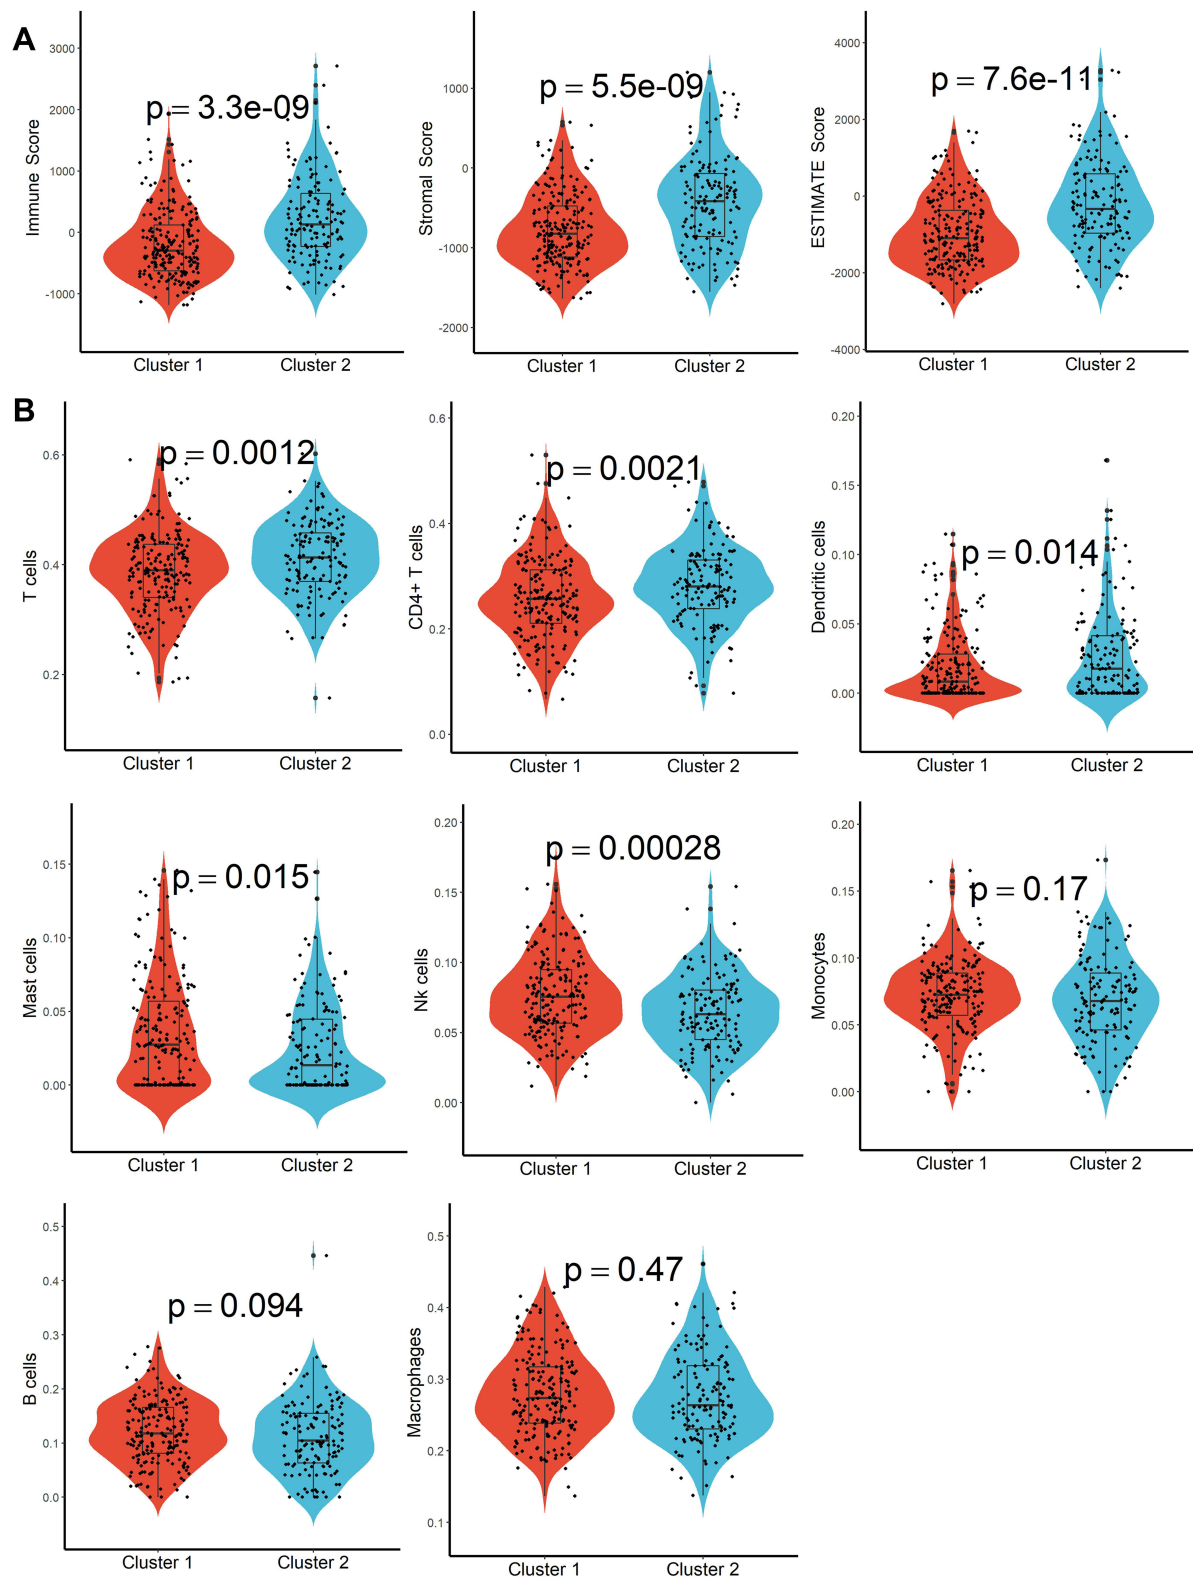 A
Immune Score
3000
2000
1000
0
-1000
p = 3.3e-09
Cluster 1
Cluster 2
Stromal Score
1000
0
-1000
-2000
p = 5.5e-09
Cluster 1
Cluster 2
ESTIMATE Score
4000
2000
0
-2000
-4000
p = 7.6e-11
Cluster 1
Cluster 2
B
T cells
0.6
0.4
0.2
p = 0.0012
Cluster 1
Cluster 2
CD4+ T cells
0.6
0.4
0.2
0.0
p = 0.0021
Cluster 1
Cluster 2
Dendritic cells
0.20
0.15
0.10
0.05
0.00
p = 0.014
Cluster 1
Cluster 2
Mast cells
0.15
0.10
0.05
0.00
p = 0.015
Cluster 1
Cluster 2
Nk cells
0.20
0.15
0.10
0.05
0.00
p = 0.00028
Cluster 1
Cluster 2
Monocytes
0.20
0.15
0.10
0.05
0.00
p = 0.17
Cluster 1
Cluster 2
B cells
0.5
0.4
0.3
0.2
0.1
0.0
p = 0.094
Cluster 1
Cluster 2
Macrophages
0.5
0.4
0.3
0.2
0.1
p = 0.47
Cluster 1
Cluster 2